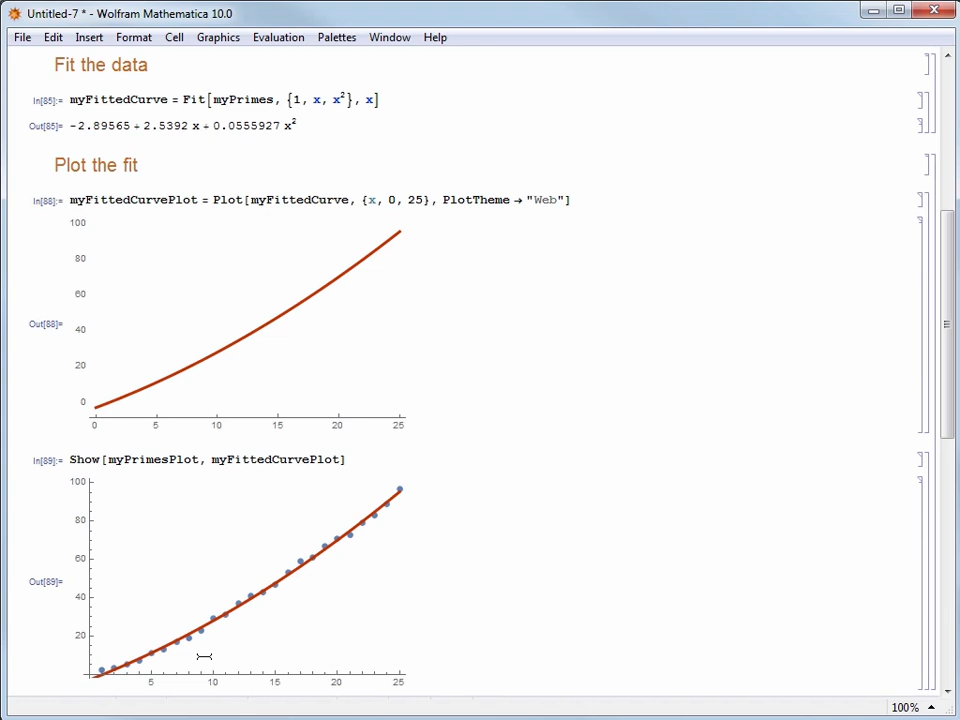 Untitled-7 * - Wolfram Mathematica 10.0
File Edit Insert Format Cell Graphics Evaluation Palettes Window Help
Fit the data
In[85]:= myFittedCurve = Fit[myPrimes, {1, x, x²}, x]
Out[85]= -2.89565 + 2.5392 x + 0.0555927 x²
Plot the fit
In[88]:= myFittedCurvePlot = Plot[myFittedCurve, {x, 0, 25}, PlotTheme → "Web"]
100
80
60
Out[88]=
40
20
0
0 5 10 15 20 25
In[89]:= Show[myPrimesPlot, myFittedCurvePlot]
100
80
60
Out[89]=
40
20
5 10 15 20 25
100%